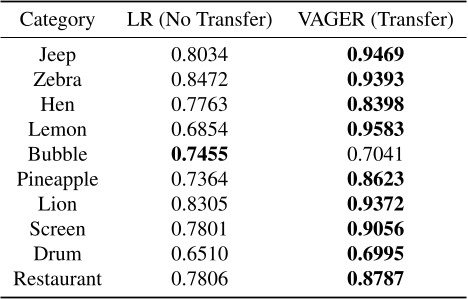 Category LR (No Transfer) VAGER (Transfer)
Jeep 0.8034 0.9469
Zebra 0.8472 0.9393
Hen 0.7763 0.8398
Lemon 0.6854 0.9583
Bubble 0.7455 0.7041
Pineapple 0.7364 0.8623
Lion 0.8305 0.9372
Screen 0.7801 0.9056
Drum 0.6510 0.6995
Restaurant 0.7806 0.8787